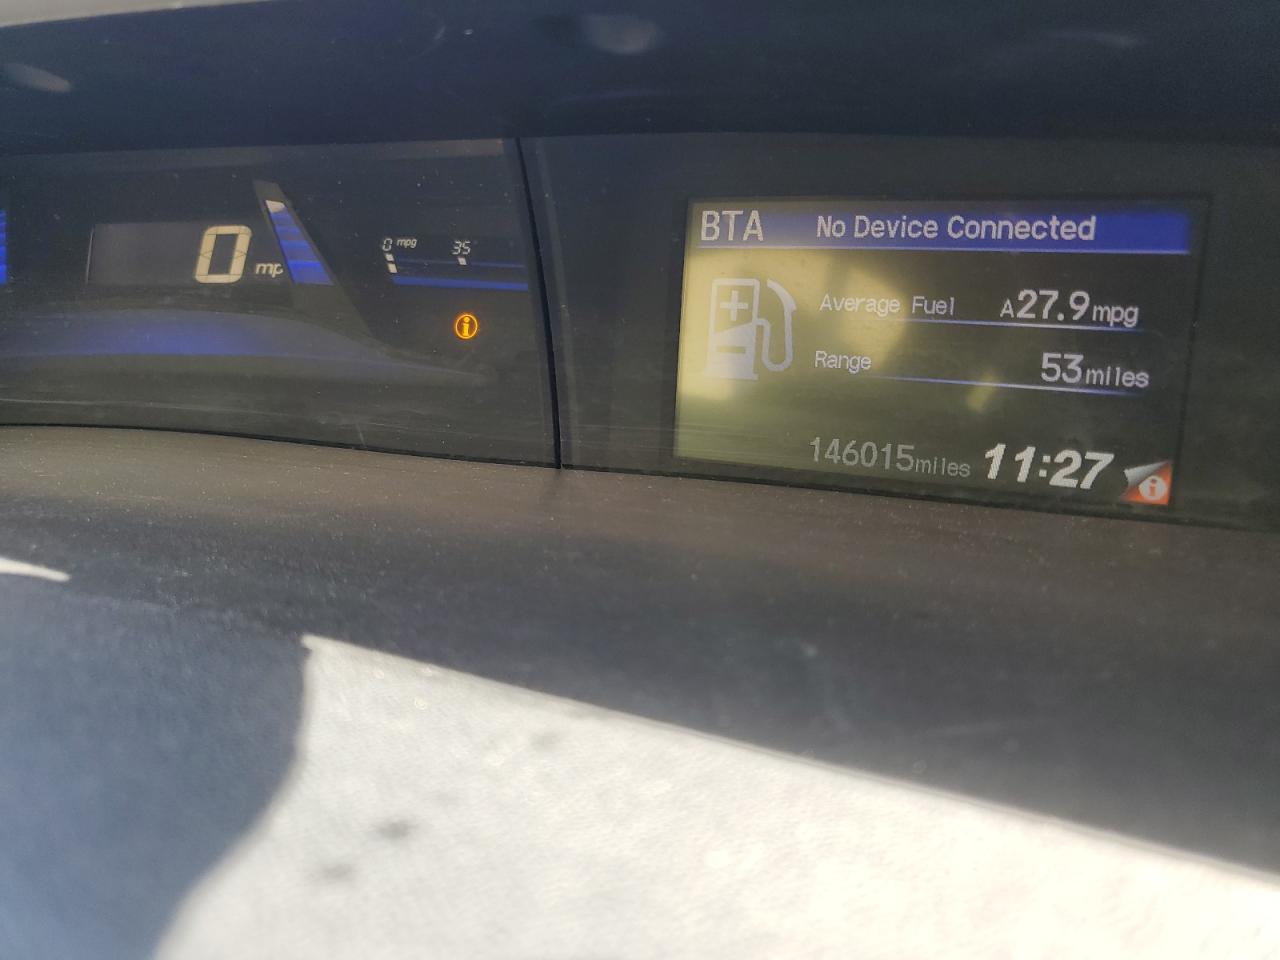 0 mp
0 mpg 35
BTA No Device Connected
Average Fuel A27.9mpg
Range 53miles
146015miles 11:27